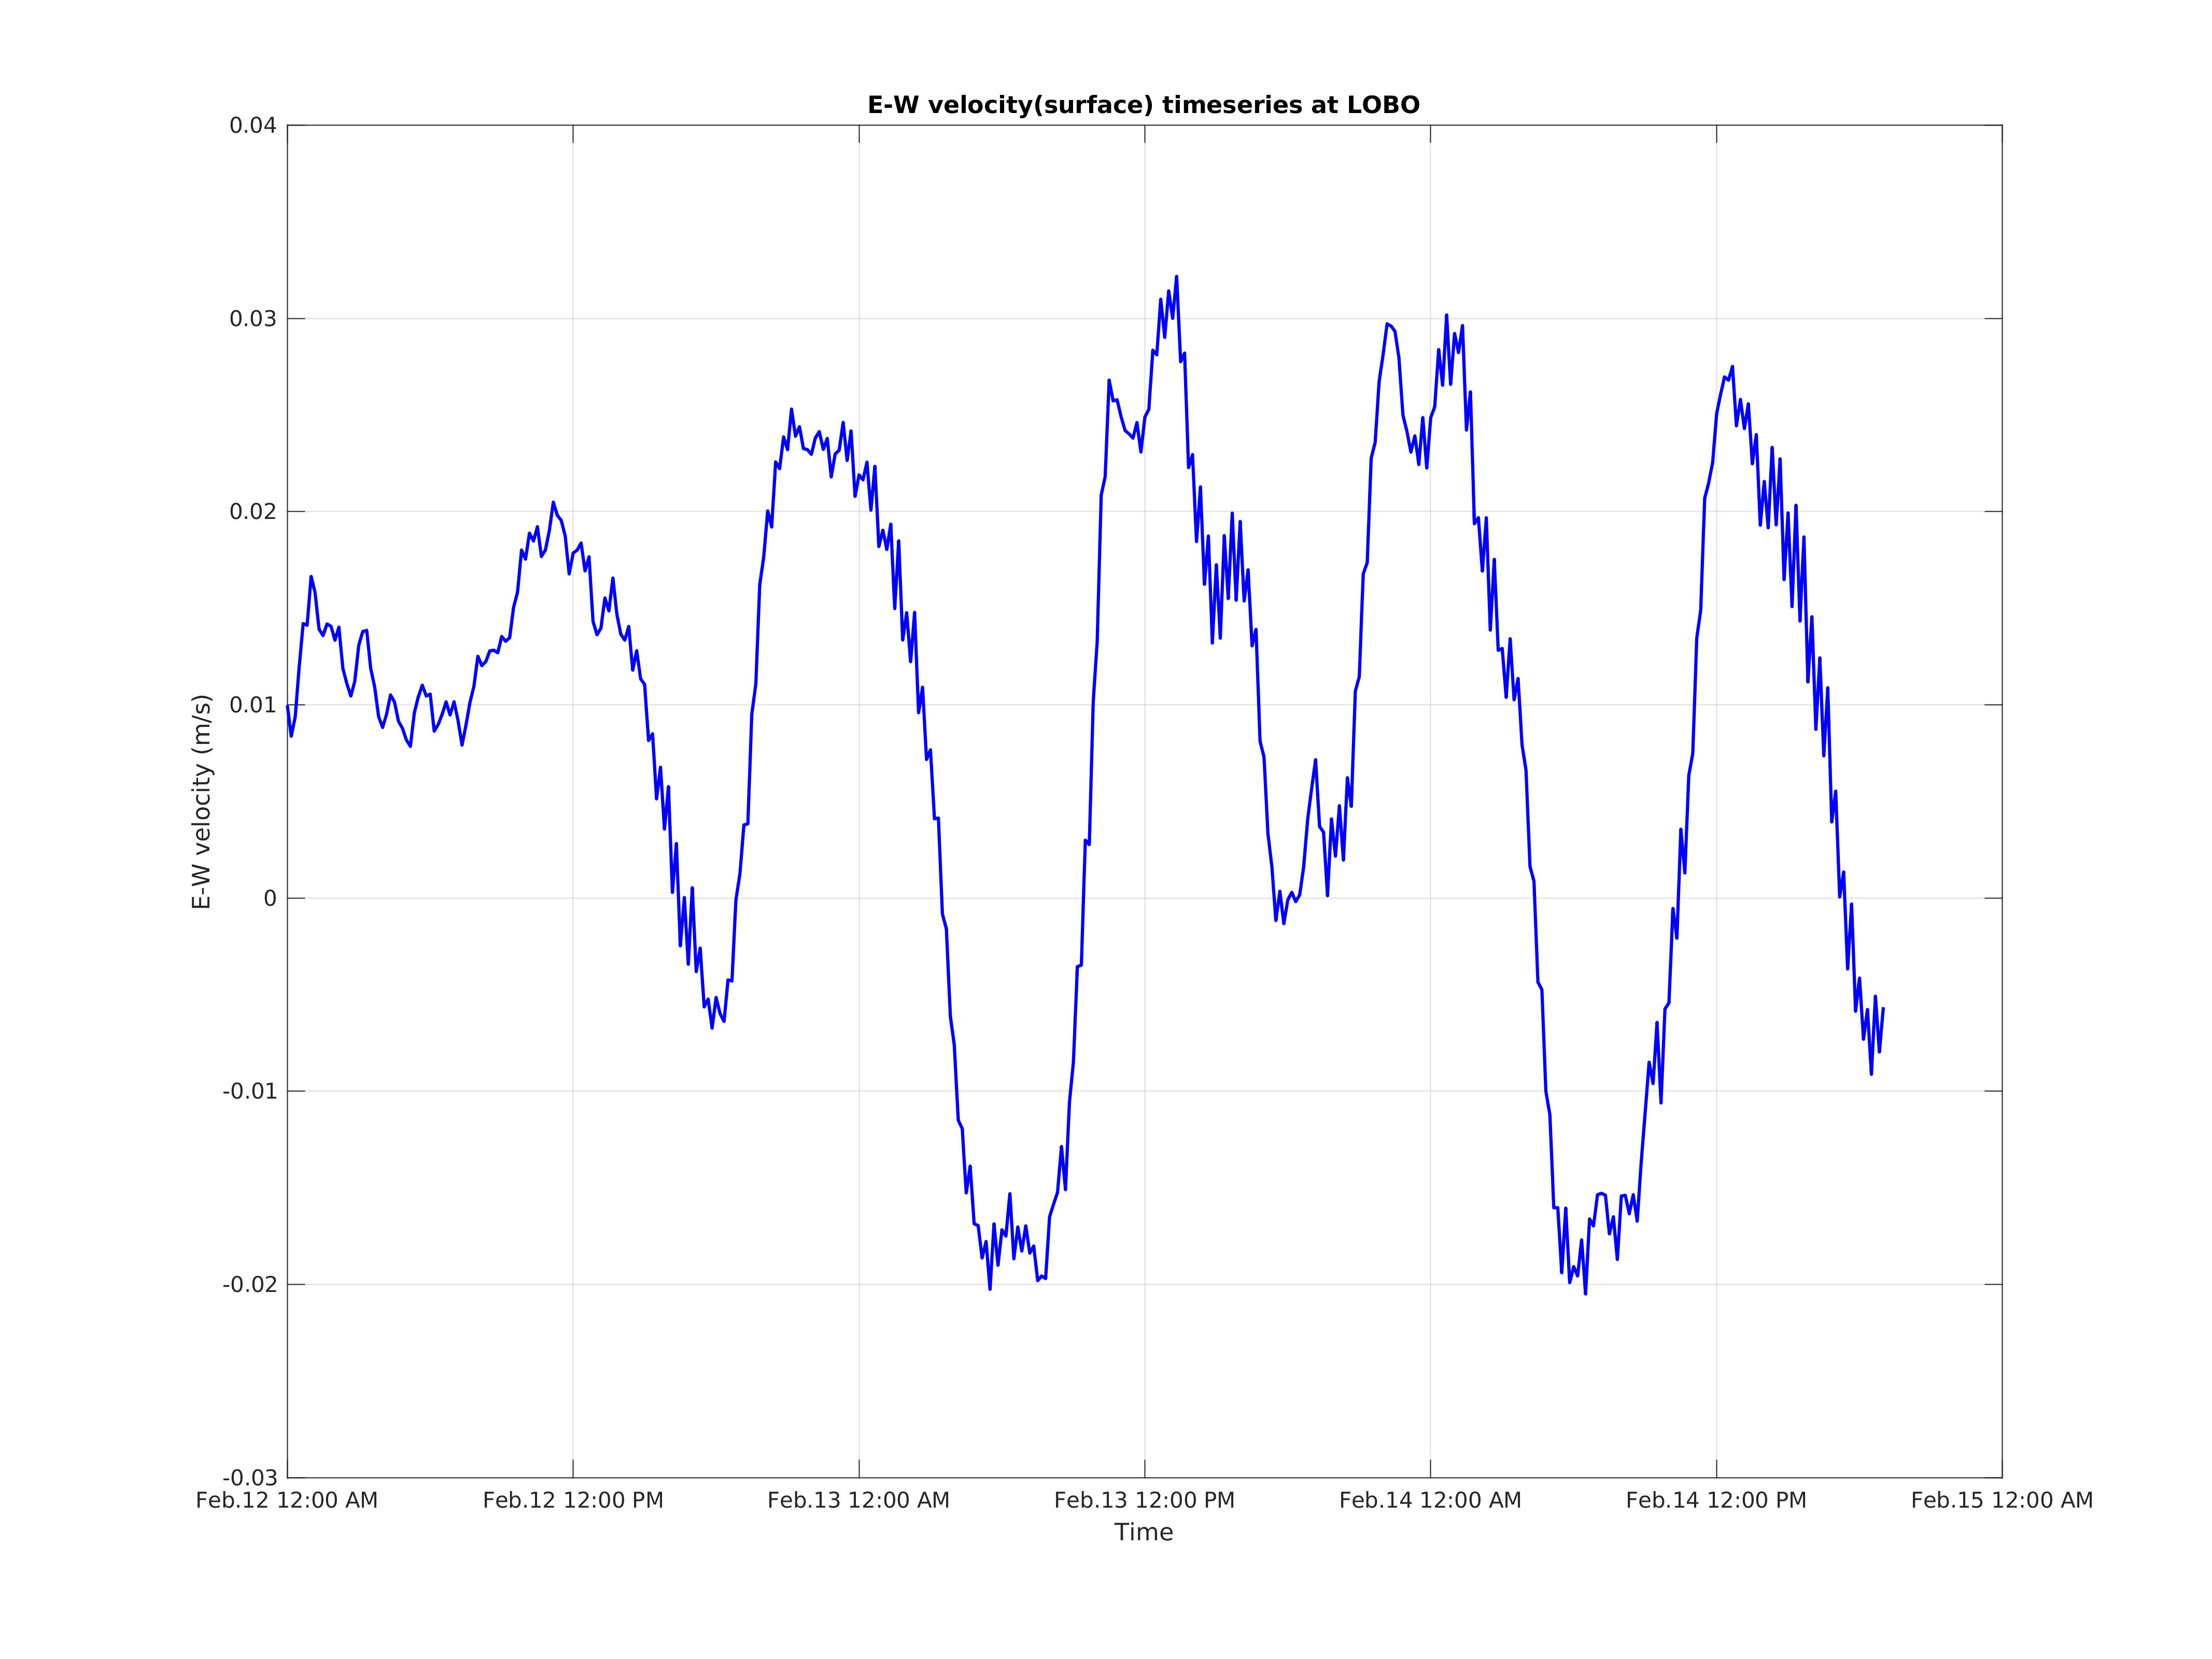 E-W velocity(surface) timeseries at LOBO
0.04
0.03
0.02
0.01
0
-0.01
-0.02
-0.03
E-W velocity (m/s)
Feb.12 12:00 AM Feb.12 12:00 PM Feb.13 12:00 AM Feb.13 12:00 PM Feb.14 12:00 AM Feb.14 12:00 PM Feb.15 12:00 AM
Time